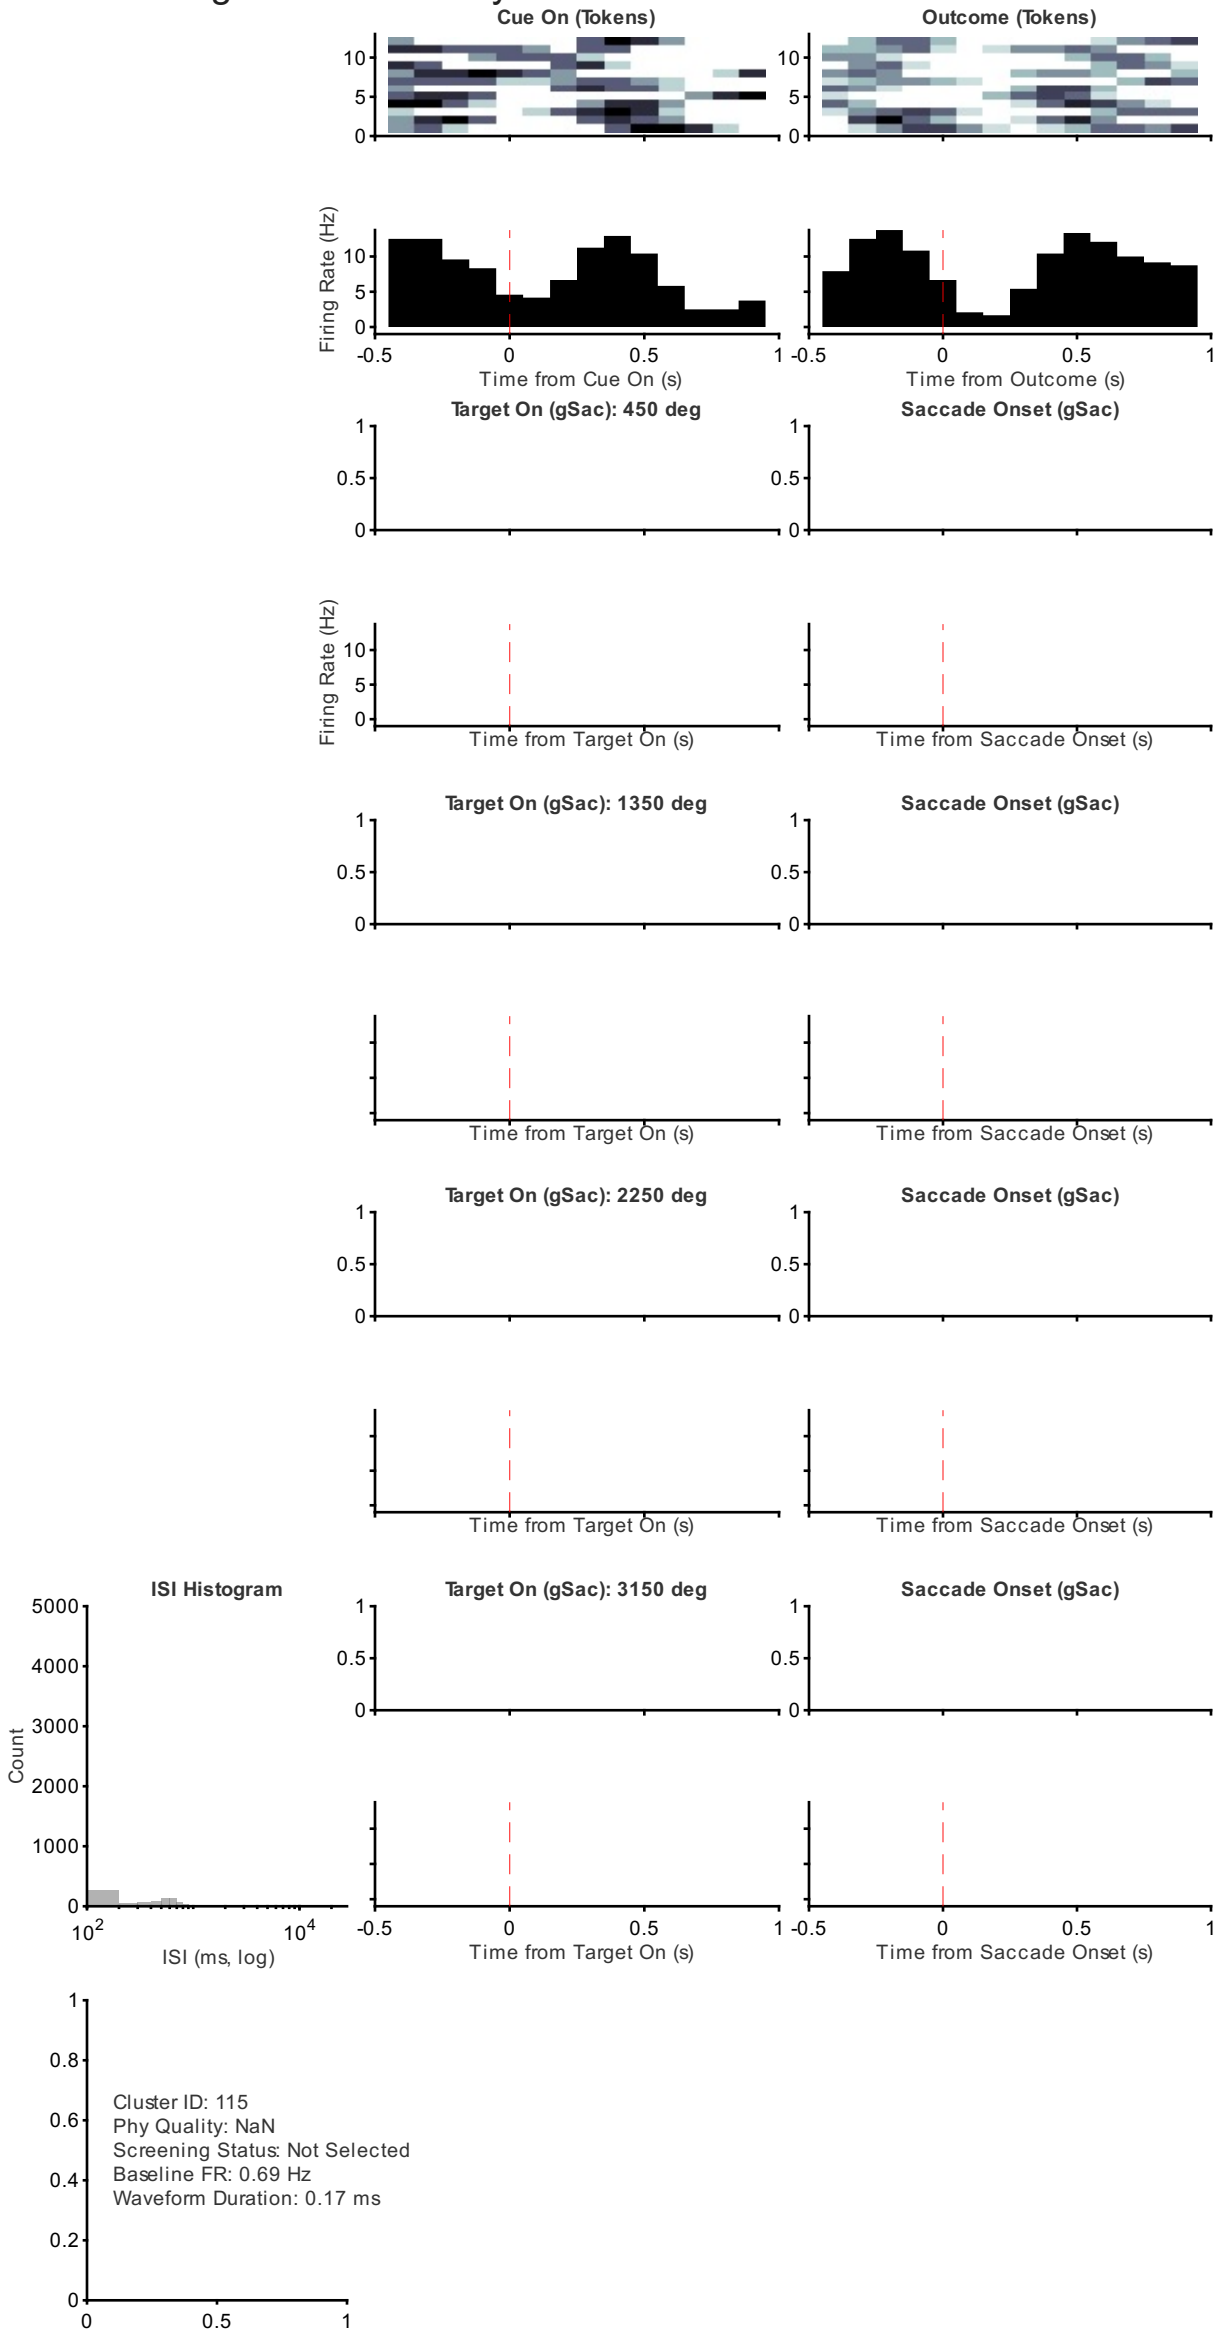 Cue On (Tokens)
Outcome (Tokens)
10
5
0
10
5
0
Firing Rate (Hz)
10
5
0
-0.5
0
0.5
1
-0.5
0
0.5
1
Time from Cue On (s)
Time from Outcome (s)
Target On (gSac): 450 deg
Saccade Onset (gSac)
1
0.5
0
1
0.5
0
Firing Rate (Hz)
10
5
0
Time from Target On (s)
Time from Saccade Onset (s)
Target On (gSac): 1350 deg
Saccade Onset (gSac)
1
0.5
0
1
0.5
0
Time from Target On (s)
Time from Saccade Onset (s)
Target On (gSac): 2250 deg
Saccade Onset (gSac)
1
0.5
0
1
0.5
0
Time from Target On (s)
Time from Saccade Onset (s)
ISI Histogram
Target On (gSac): 3150 deg
Saccade Onset (gSac)
5000
4000
3000
2000
1000
0
Count
10²
10⁴
ISI (ms, log)
1
0.5
0
1
0.5
0
-0.5
0
0.5
1
-0.5
0
0.5
1
Time from Target On (s)
Time from Saccade Onset (s)
1
0.8
0.6
0.4
0.2
0
Cluster ID: 115
Phy Quality: NaN
Screening Status: Not Selected
Baseline FR: 0.69 Hz
Waveform Duration: 0.17 ms
0
0.5
1